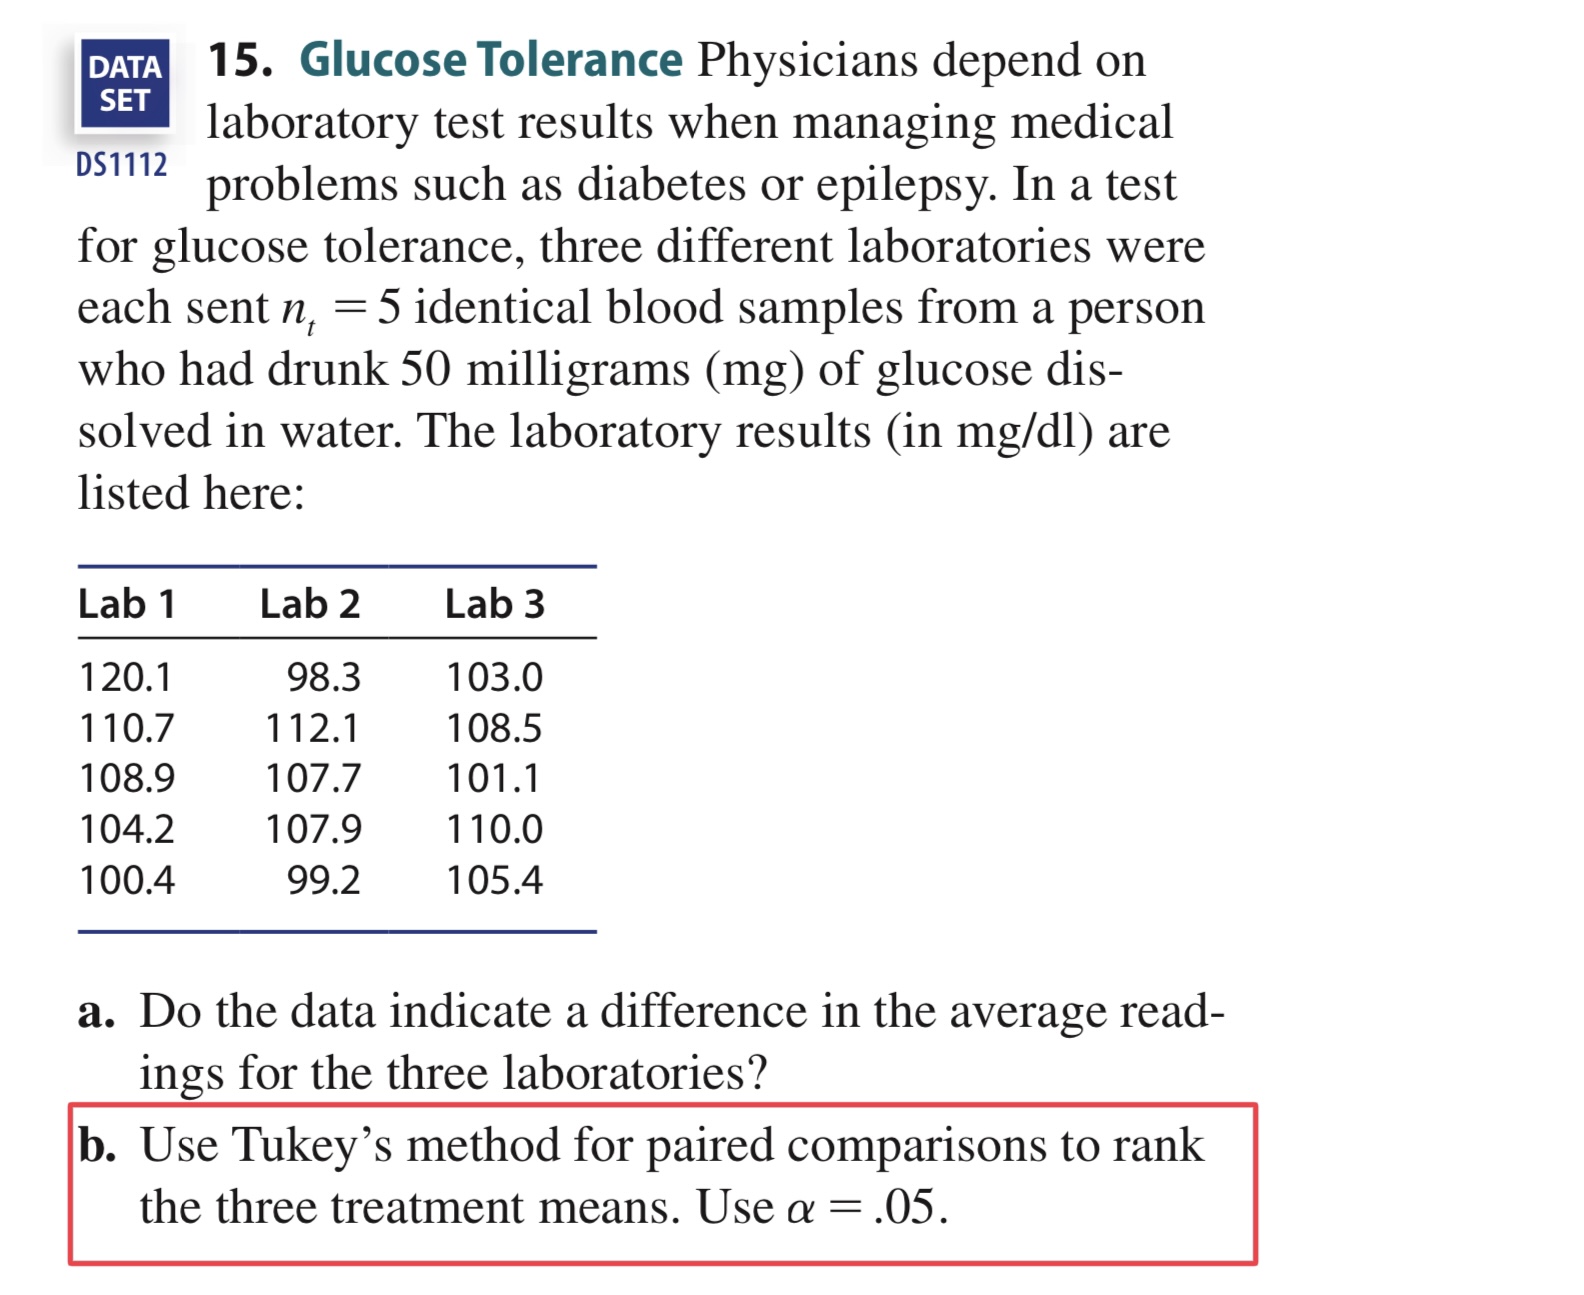 DATA
SET
DS1112
15. Glucose Tolerance Physicians depend on
laboratory test results when managing medical
problems such as diabetes or epilepsy. In a test
for glucose tolerance, three different laboratories were
each sent nₜ = 5 identical blood samples from a person
who had drunk 50 milligrams (mg) of glucose dis-
solved in water. The laboratory results (in mg/dl) are
listed here:
Lab 1 Lab 2 Lab 3
120.1 98.3 103.0
110.7 112.1 108.5
108.9 107.7 101.1
104.2 107.9 110.0
100.4 99.2 105.4
a. Do the data indicate a difference in the average read-
ings for the three laboratories?
b. Use Tukey’s method for paired comparisons to rank
the three treatment means. Use α = .05.